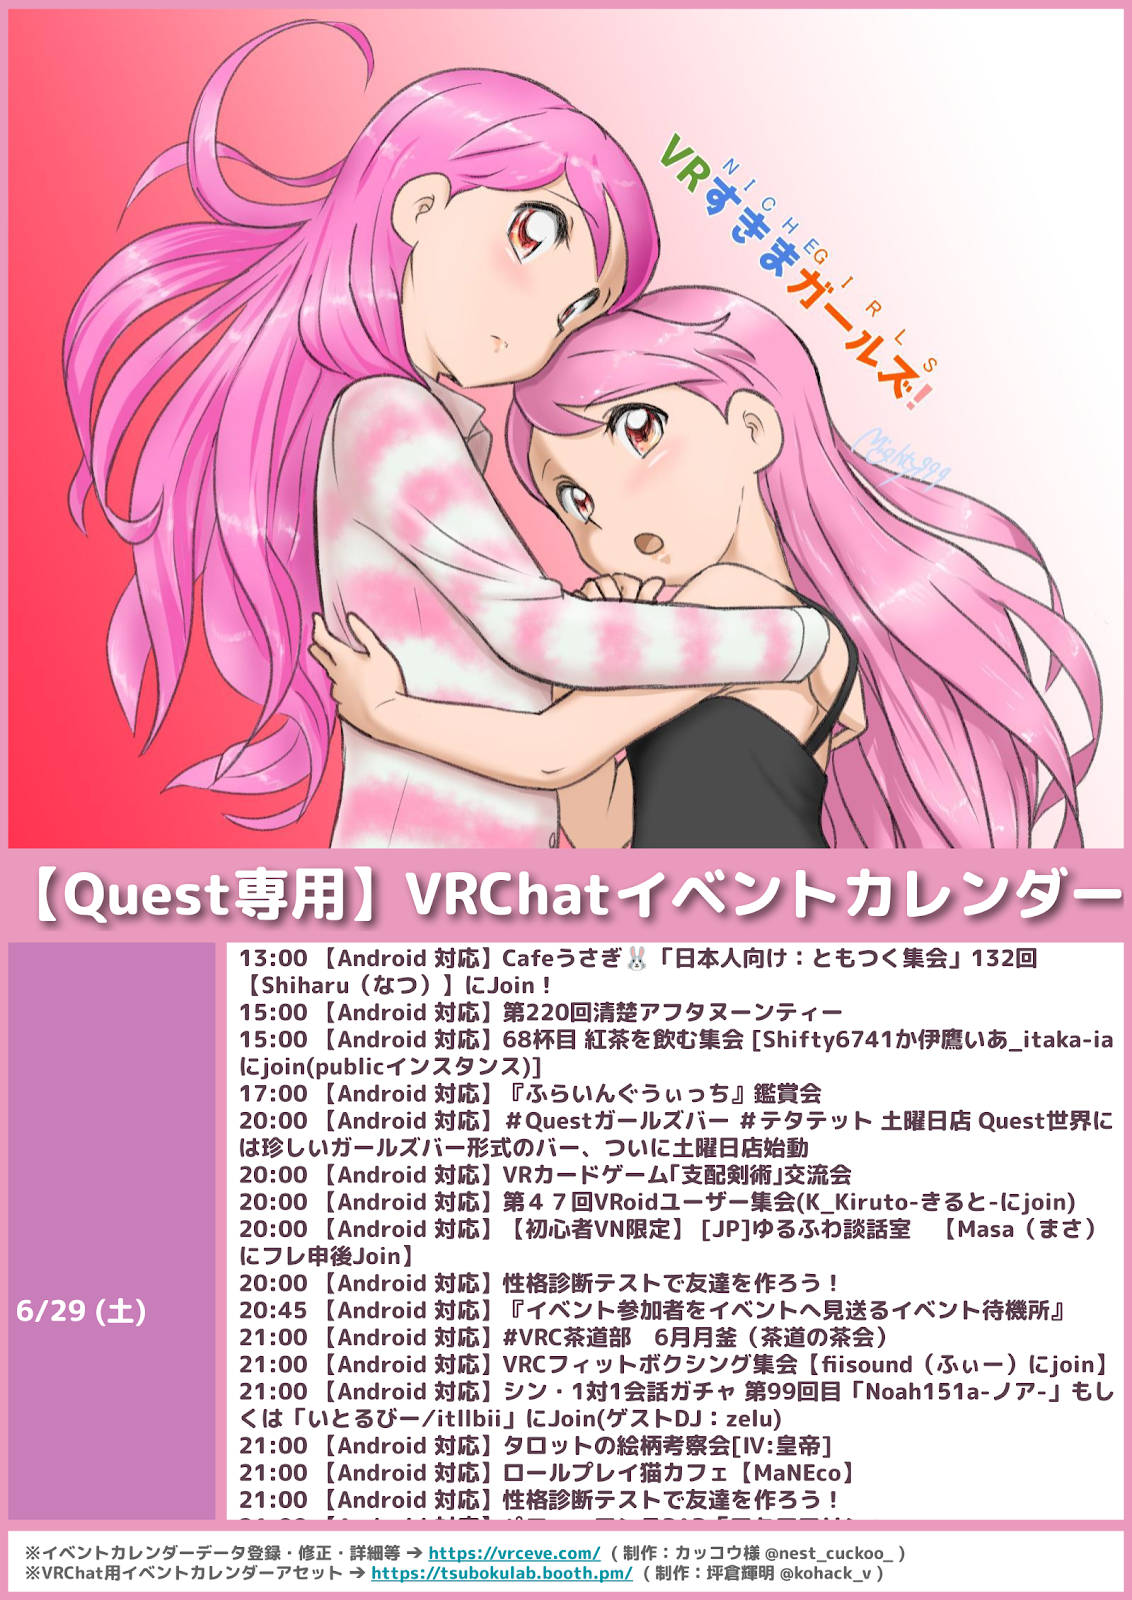 NICHE GIRLS
VRすきまガールズ!
Mighty999
【Quest専用】VRChatイベントカレンダー
6/29 (土)
13:00 【Android 対応】Cafeうさぎ🐰「日本人向け：ともつく集会」132回
【Shiharu（なつ）】にJoin！
15:00 【Android 対応】第220回清楚アフタヌーンティー
15:00 【Android 対応】68杯目 紅茶を飲む集会 [Shifty6741か伊鷹いあ_itaka-ia
にjoin(publicインスタンス)]
17:00 【Android 対応】『ふらいんぐうぃっち』鑑賞会
20:00 【Android 対応】＃Questガールズバー ＃テタテット 土曜日店 Quest世界に
は珍しいガールズバー形式のバー、ついに土曜日店始動
20:00 【Android 対応】VRカードゲーム｢支配剣術｣交流会
20:00 【Android 対応】第４７回VRoidユーザー集会(K_Kiruto-きると-にjoin)
20:00 【Android 対応】【初心者VN限定】 [JP]ゆるふわ談話室　【Masa（まさ）
にフレ申後Join】
20:00 【Android 対応】性格診断テストで友達を作ろう！
20:45 【Android 対応】『イベント参加者をイベントへ見送るイベント待機所』
21:00 【Android 対応】#VRC茶道部　6月月釜（茶道の茶会）
21:00 【Android 対応】VRCフィットボクシング集会【fiisound（ふぃー）にjoin】
21:00 【Android 対応】シン・1対1会話ガチャ 第99回目「Noah151a-ノア-」もし
くは「いとるびー/itllbii」にJoin(ゲストDJ：zelu)
21:00 【Android 対応】タロットの絵柄考察会[Ⅳ:皇帝]
21:00 【Android 対応】ロールプレイ猫カフェ【MaNEco】
21:00 【Android 対応】性格診断テストで友達を作ろう！
※イベントカレンダーデータ登録・修正・詳細等 → https://vrceve.com/ ( 制作：カッコウ様 @nest_cuckoo_ )
※VRChat用イベントカレンダーアセット → https://tsubokulab.booth.pm/ ( 制作：坪倉輝明 @kohack_v )